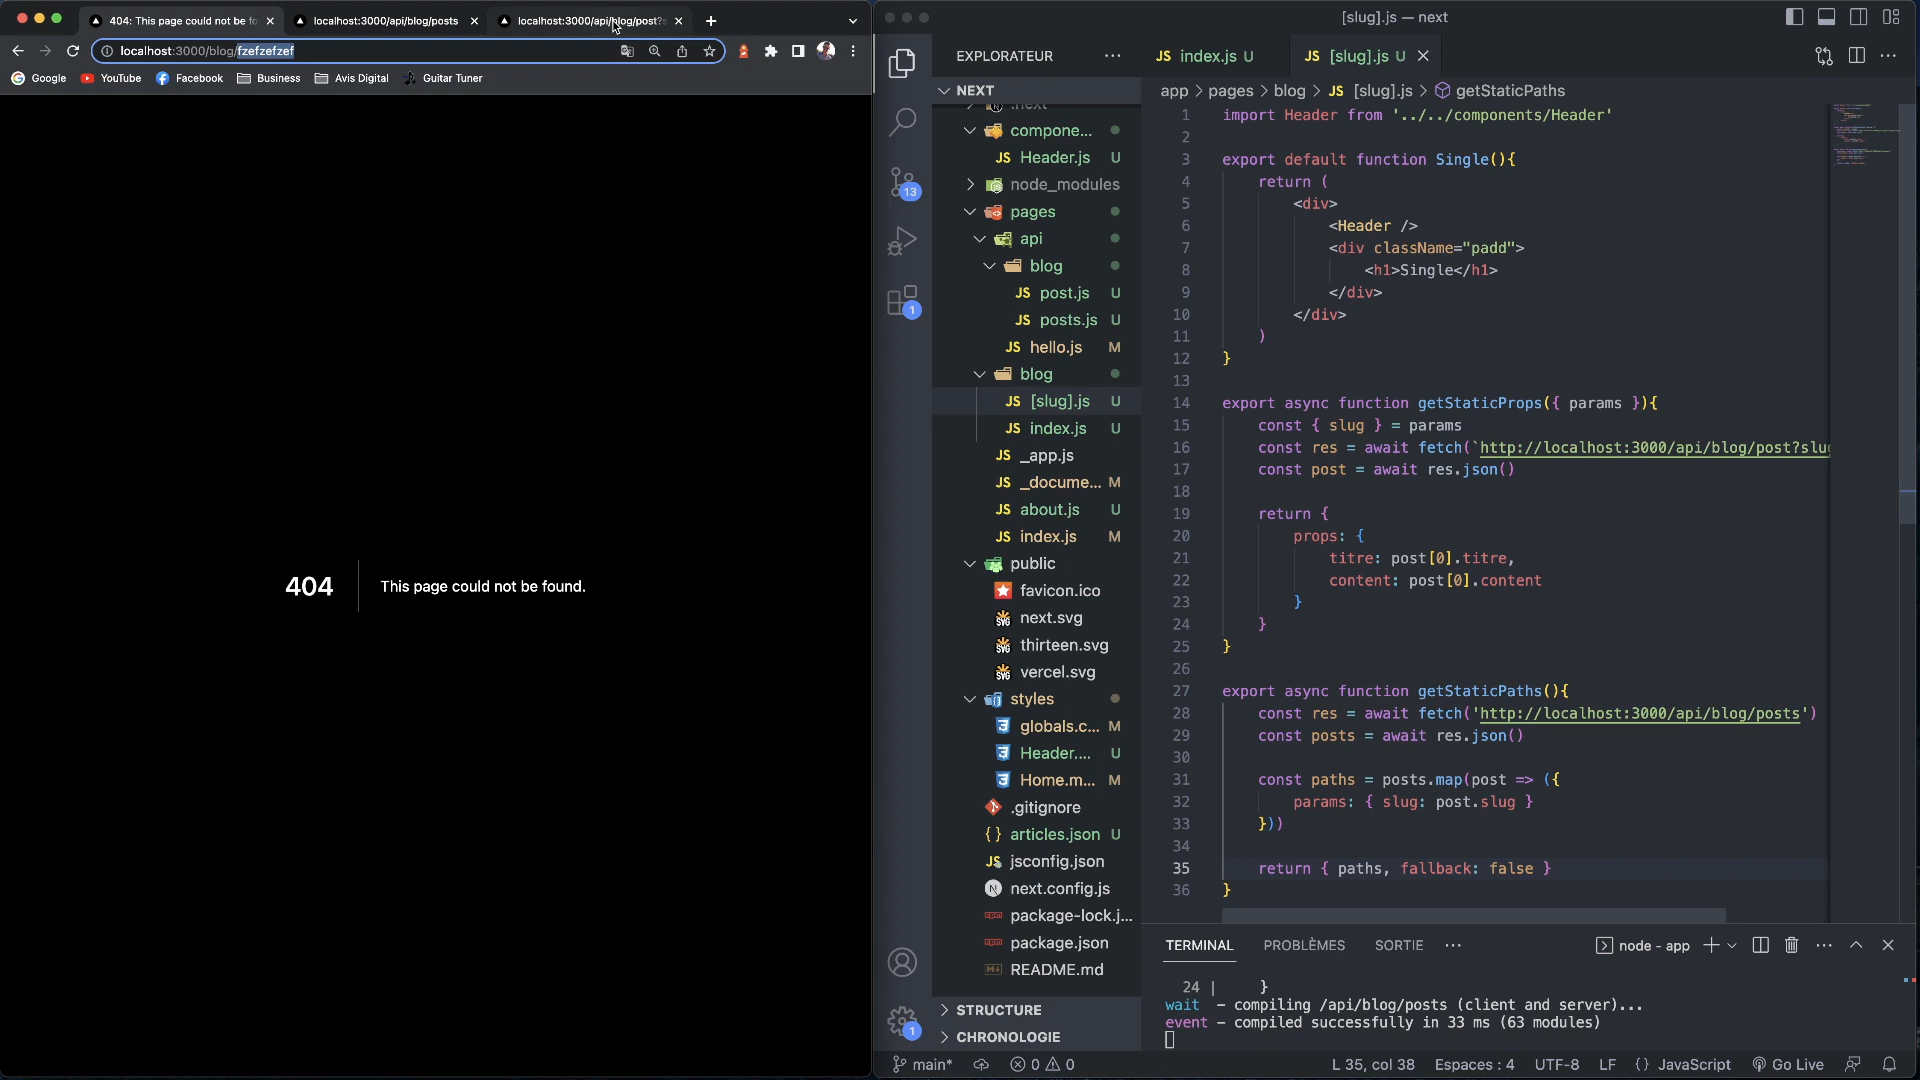 404: This page could not be fo
localhost:3000/api/blog/posts
localhost:3000/api/blog/post?s
localhost:3000/blog/fzefzefzef
Google
YouTube
Facebook
Business
Avis Digital
Guitar Tuner
404
This page could not be found.
[slug].js — next
EXPLORATEUR
NEXT
.next
compone...
Header.js U
node_modules
pages
api
blog
post.js U
posts.js U
hello.js M
blog
[slug].js U
index.js U
_app.js
_docume... M
about.js U
index.js M
public
favicon.ico
next.svg
thirteen.svg
vercel.svg
styles
globals.c... M
Header.... U
Home.m... M
.gitignore
articles.json U
jsconfig.json
next.config.js
package-lock.j...
package.json
README.md
STRUCTURE
CHRONOLOGIE
13
1
1
JS index.js U
JS [slug].js U
app > pages > blog > JS [slug].js > getStaticPaths
1 import Header from '../../components/Header'
2
3 export default function Single(){
4 return (
5 <div>
6 <Header />
7 <div className="padd">
8 <h1>Single</h1>
9 </div>
10 </div>
11 )
12 }
13
14 export async function getStaticProps({ params }){
15 const { slug } = params
16 const res = await fetch(`http://localhost:3000/api/blog/post?slu
17 const post = await res.json()
18
19 return {
20 props: {
21 titre: post[0].titre,
22 content: post[0].content
23 }
24 }
25 }
26
27 export async function getStaticPaths(){
28 const res = await fetch('http://localhost:3000/api/blog/posts')
29 const posts = await res.json()
30
31 const paths = posts.map(post => ({
32 params: { slug: post.slug }
33 }))
34
35 return { paths, fallback: false }
36 }
TERMINAL PROBLÈMES SORTIE ... node - app
24 | }
wait - compiling /api/blog/posts (client and server)...
event - compiled successfully in 33 ms (63 modules)
main* 0 0 L 35, col 38 Espaces : 4 UTF-8 LF {} JavaScript Go Live